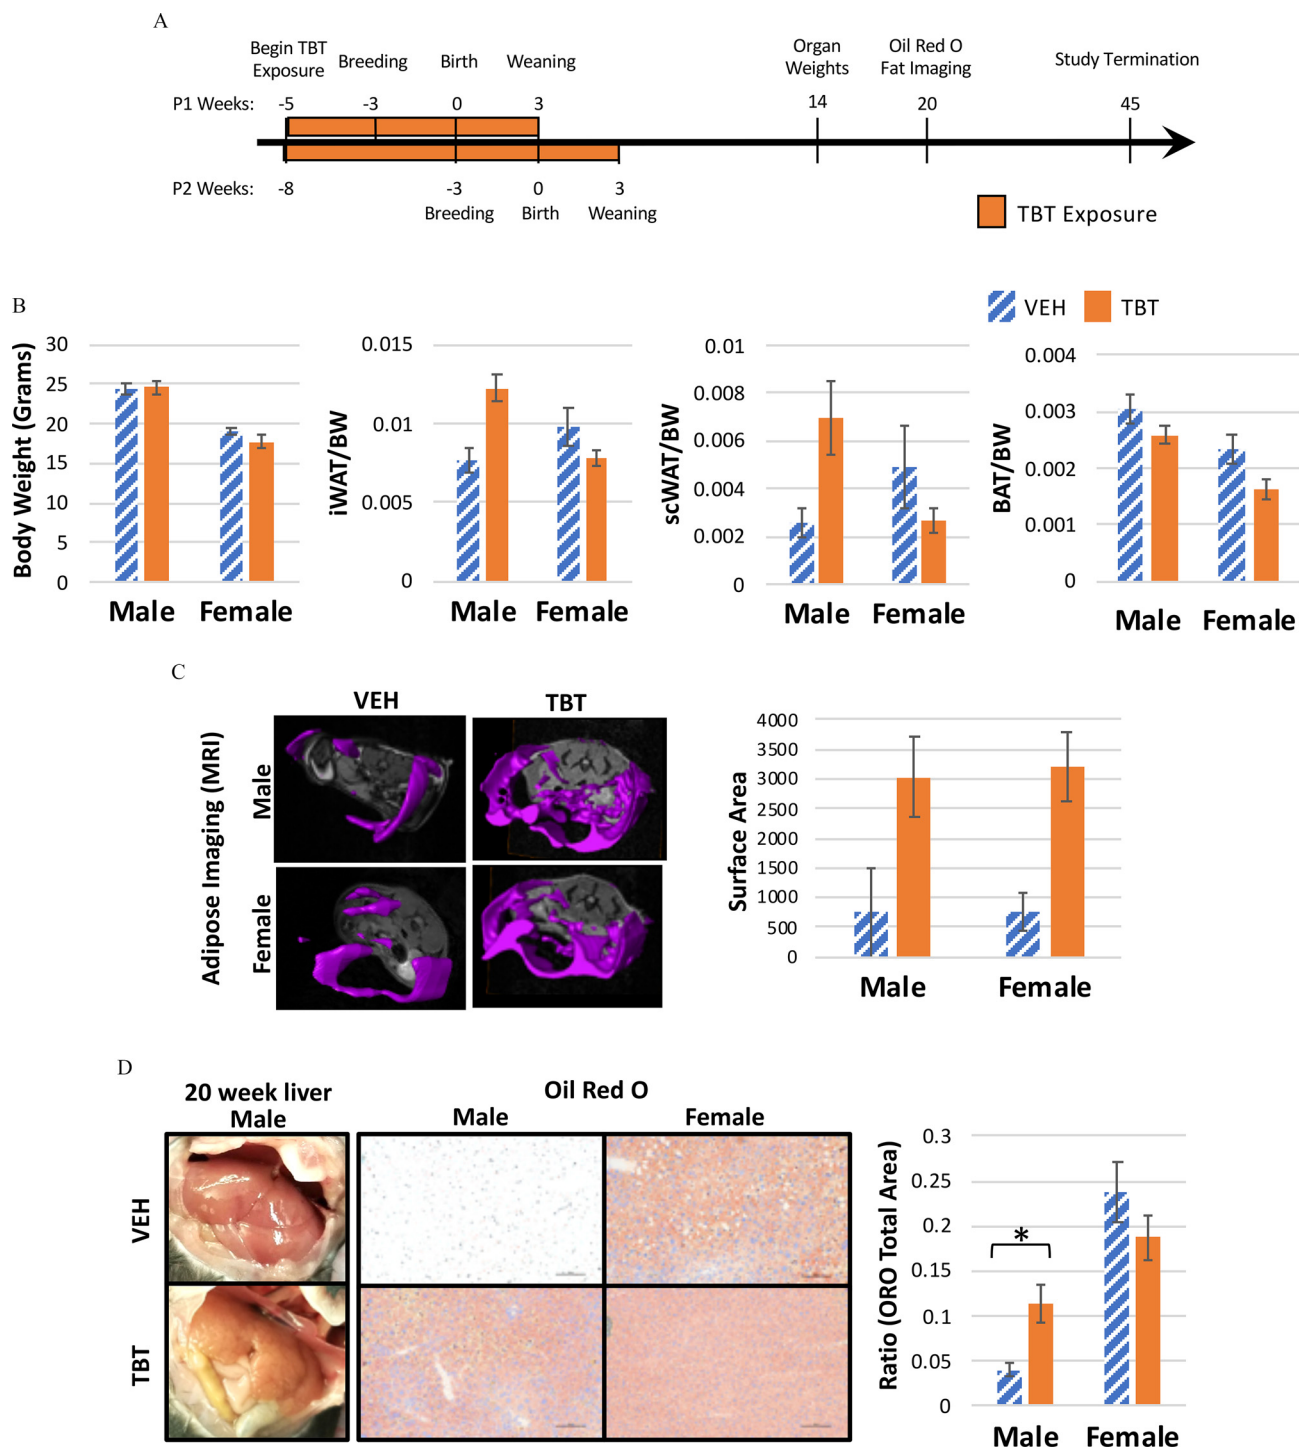 A
Begin TBT
Exposure
Breeding
Birth
Weaning
Organ
Weights
Oil Red O
Fat Imaging
Study Termination
P1 Weeks: -5 -3 0 3 14 20 45
P2 Weeks: -8 -3 0 3
Breeding Birth Weaning
TBT Exposure
B
VEH TBT
Body Weight (Grams)
30
25
20
15
10
5
0
Male Female
iWAT/BW
0.015
0.01
0.005
0
Male Female
scWAT/BW
0.01
0.008
0.006
0.004
0.002
0
Male Female
BAT/BW
0.004
0.003
0.002
0.001
0
Male Female
C
VEH TBT
Adipose Imaging (MRI)
Male
Female
Surface Area
4000
3500
3000
2500
2000
1500
1000
500
0
Male Female
D
20 week liver
Male
Oil Red O
Male Female
VEH
TBT
Ratio (ORO Total Area)
0.3
0.25
0.2
0.15
0.1
0.05
0
*
Male Female